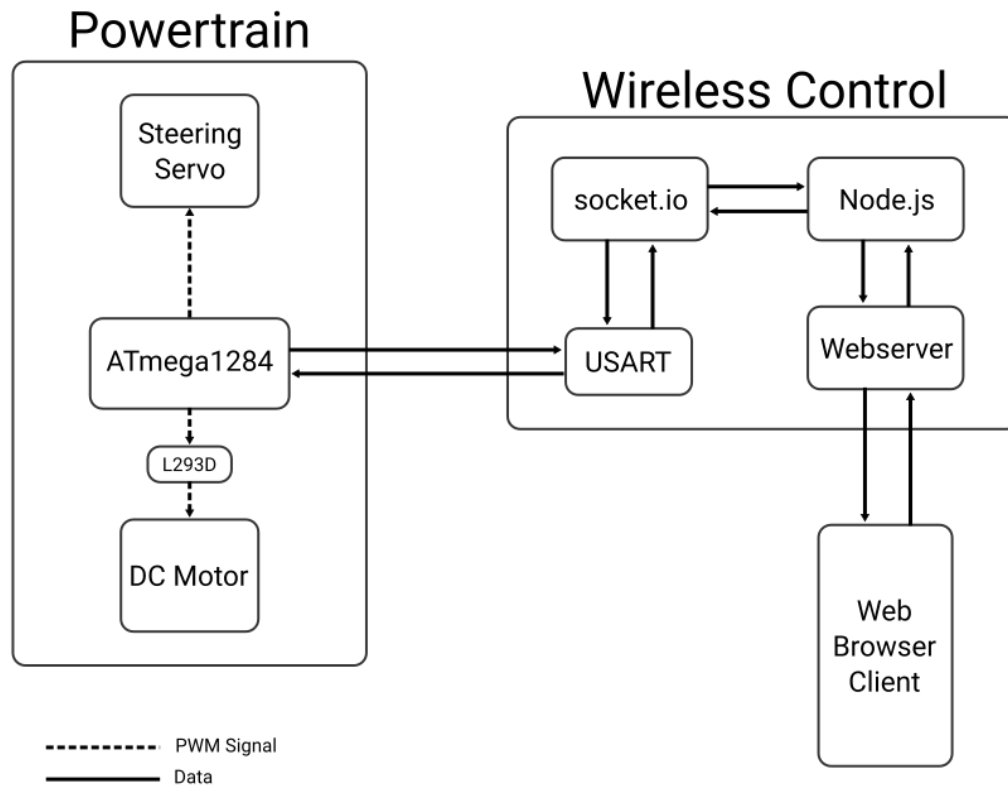 Powertrain
Steering
Servo
ATmega1284
L293D
DC Motor
Wireless Control
socket.io
Node.js
USART
Webserver
Web
Browser
Client
PWM Signal
Data